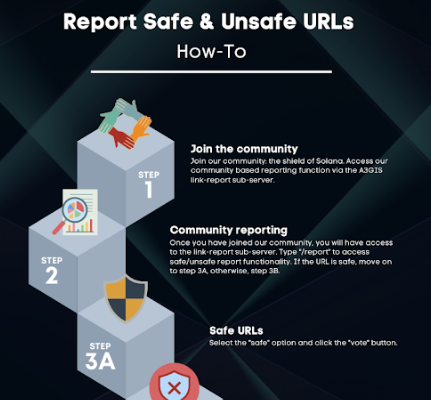 Report Safe & Unsafe URLs
How-To
Join the community
Join our community: the shield of Solana. Access our
community based reporting function via the A3GIS
link-report sub-server.
STEP
1
Community reporting
Once you have joined our community, you will have access
to the link-report sub-server. Type "/report" to access
safe/unsafe report functionality. If the URL is safe, move on
to step 3A, otherwise, step 3B.
STEP
2
Safe URLs
Select the "safe" option and click the "vote" button.
STEP
3A